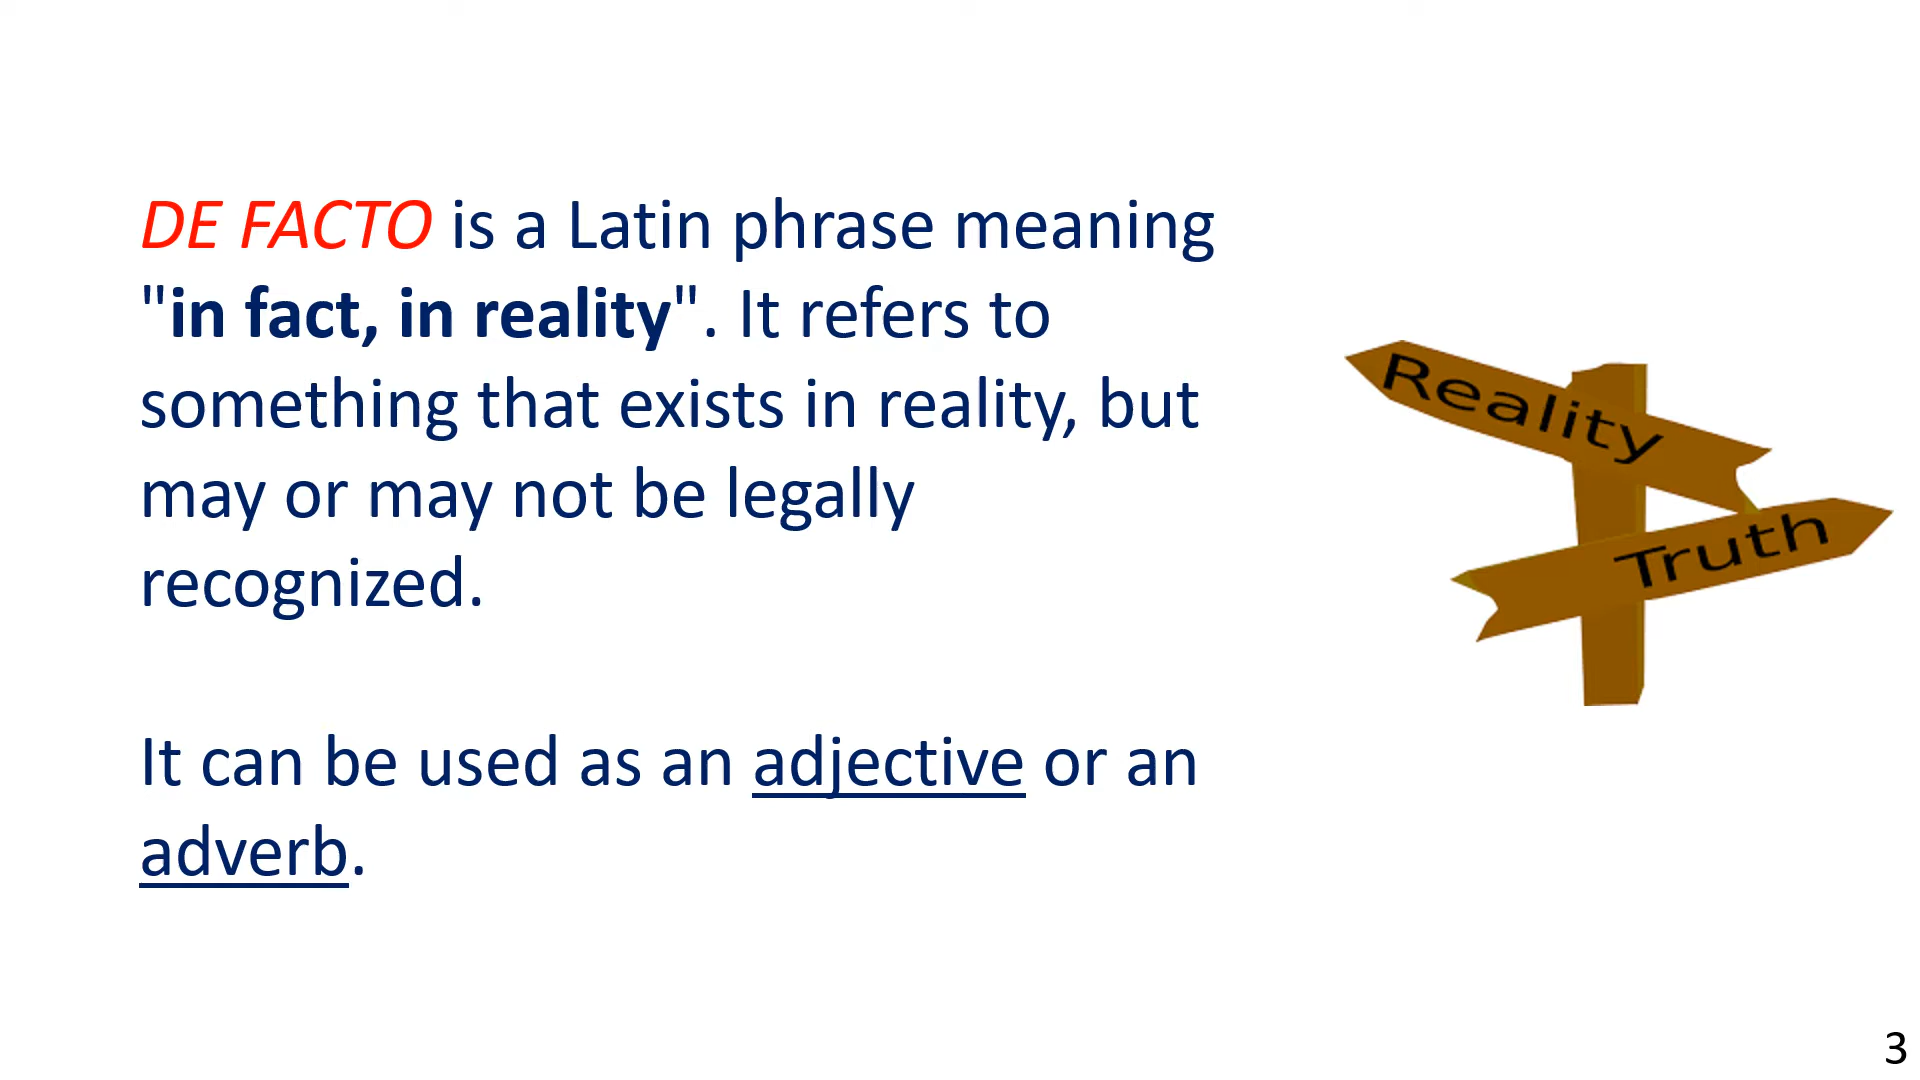 DE FACTO is a Latin phrase meaning
"in fact, in reality". It refers to
something that exists in reality, but
may or may not be legally
recognized.
It can be used as an adjective or an
adverb.
Reality
Truth
3